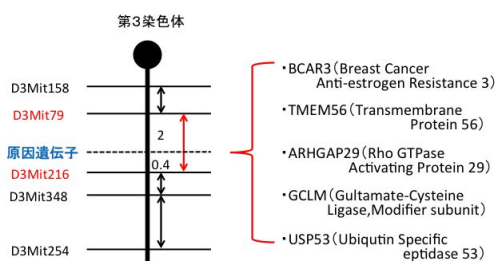 第3染色体
D3Mit158
D3Mit79
2
原因遺伝子
0.4
D3Mit216
D3Mit348
D3Mit254
・BCAR3(Breast Cancer
Anti-estrogen Resistance 3)
・TMEM56(Transmembrane
Protein 56)
・ARHGAP29(Rho GTPase
Activating Protein 29)
・GCLM(Gultamate-Cysteine
Ligase,Modifier subunit)
・USP53(Ubiqutin Specific
eptidase 53)